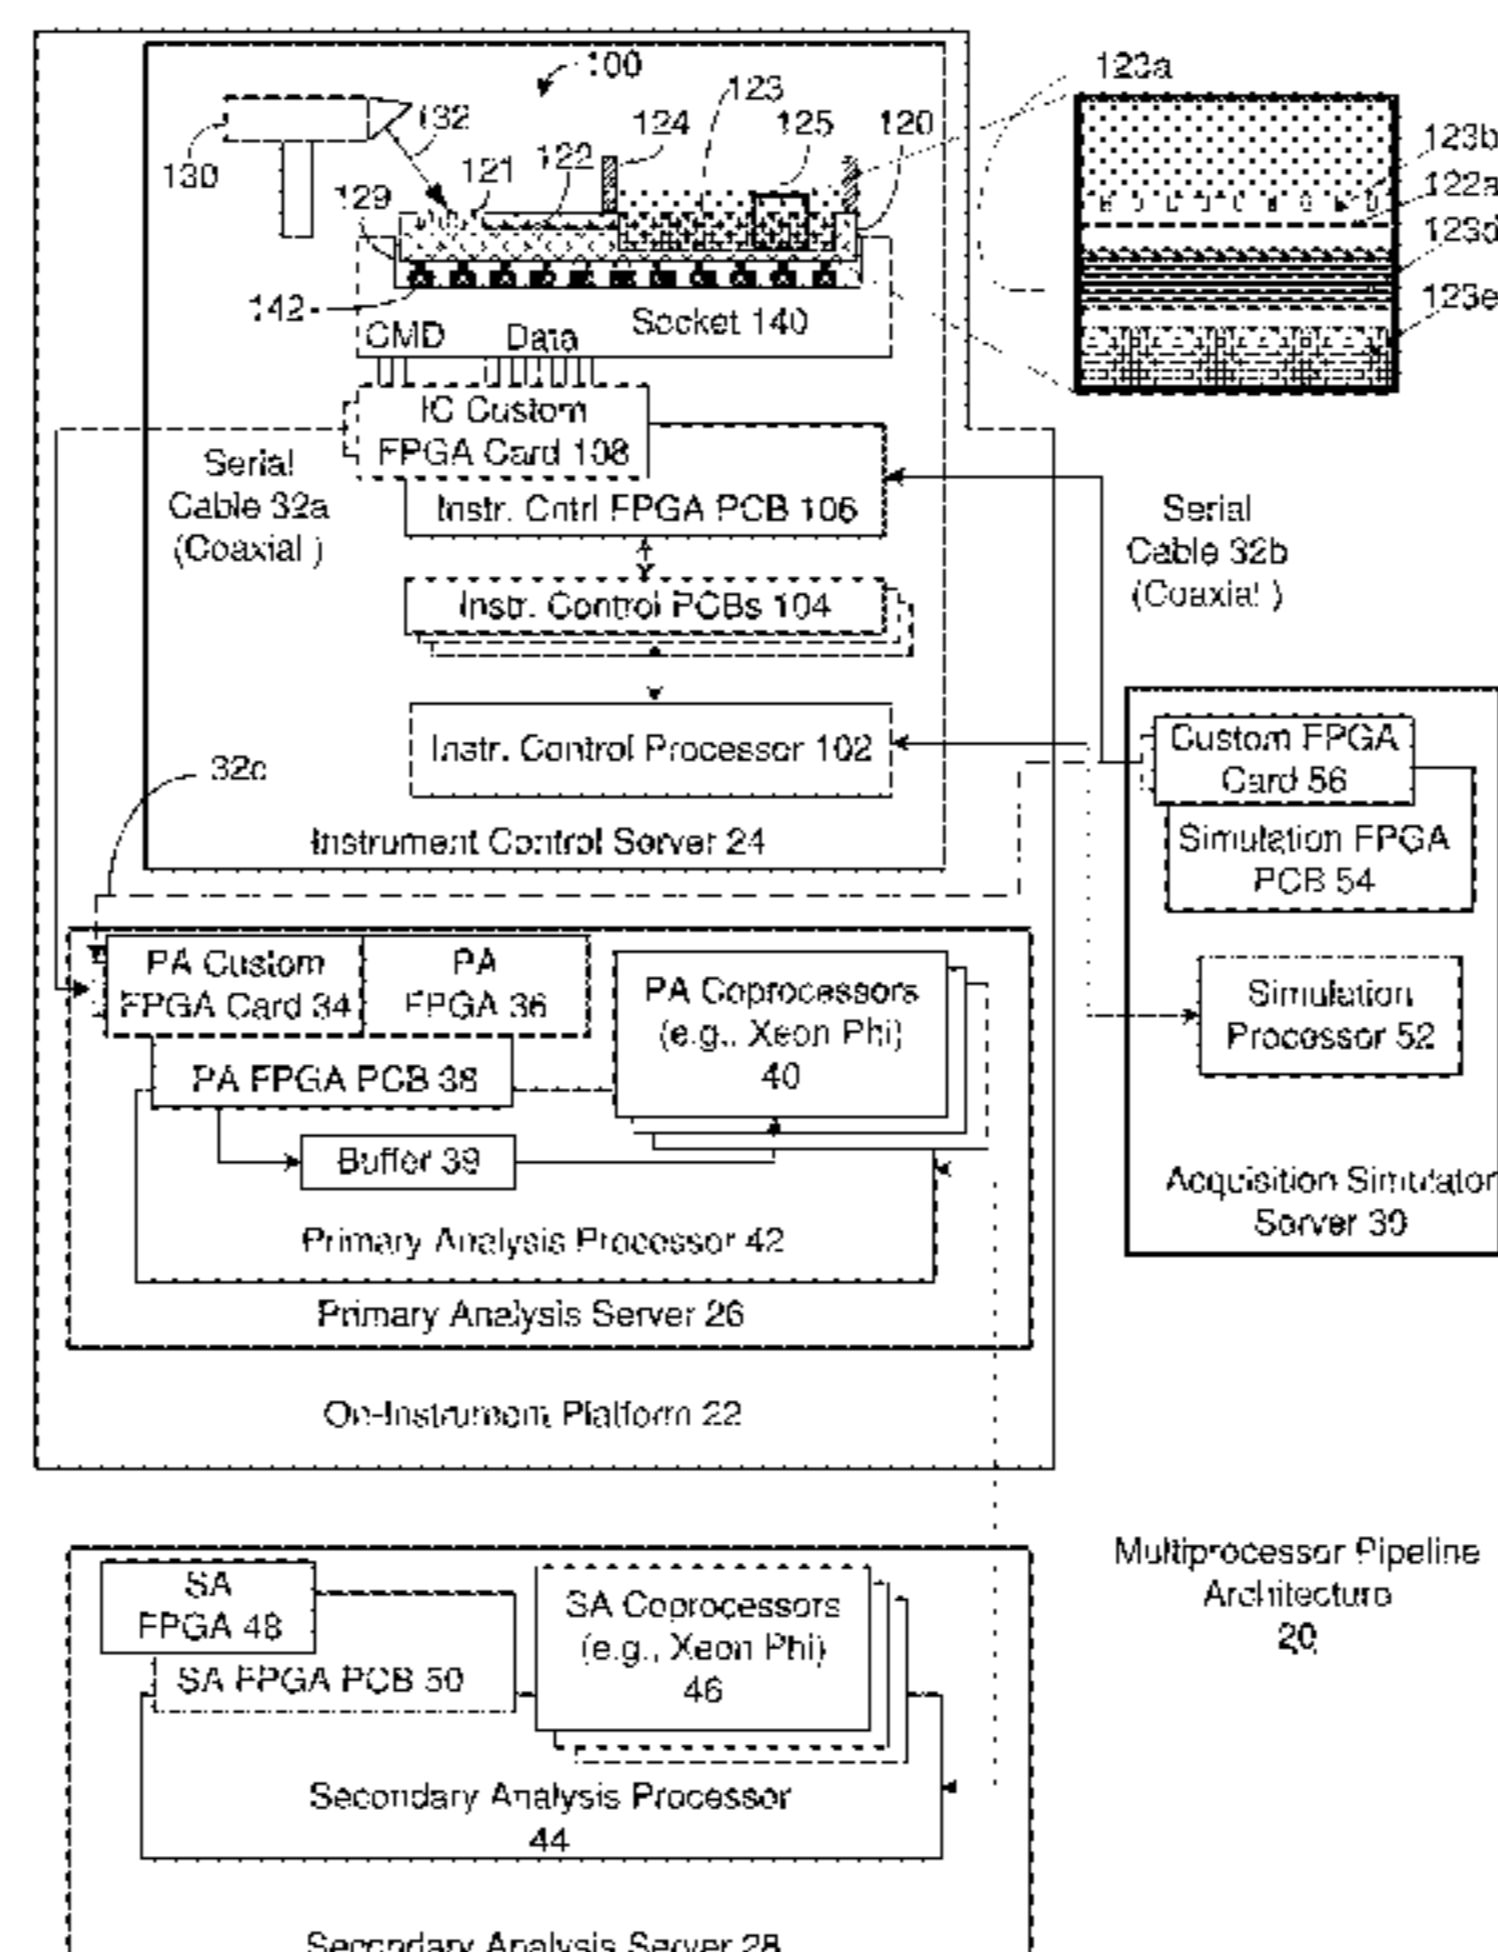 100
123a
130
132
124
123
125
120
121
122
129
142
CMD
Data
Socket 140
123b
122a
123d
123e
IC Custom
FPGA Card 108
Instr. Cntrl FPGA PCB 106
Instr. Control PCBs 104
Instr. Control Processor 102
Instrument Control Server 24
Serial
Cable 32a
(Coaxial )
Serial
Cable 32b
(Coaxial )
32c
Custom FPGA
Card 56
Simulation FPGA
PCB 54
Simulation
Processor 52
Acquisition Simulator
Server 30
PA Custom
FPGA Card 34
PA
FPGA 36
PA FPGA PCB 38
PA Coprocessors
(e.g., Xeon Phi)
40
Buffer 39
Primary Analysis Processor 42
Primary Analysis Server 26
On-Instrument Platform 22
Multiprocessor Pipeline
Architecture
20
SA
FPGA 48
SA FPGA PCB 50
SA Coprocessors
(e.g., Xeon Phi)
46
Secondary Analysis Processor
44
Secondary Analysis Server 28